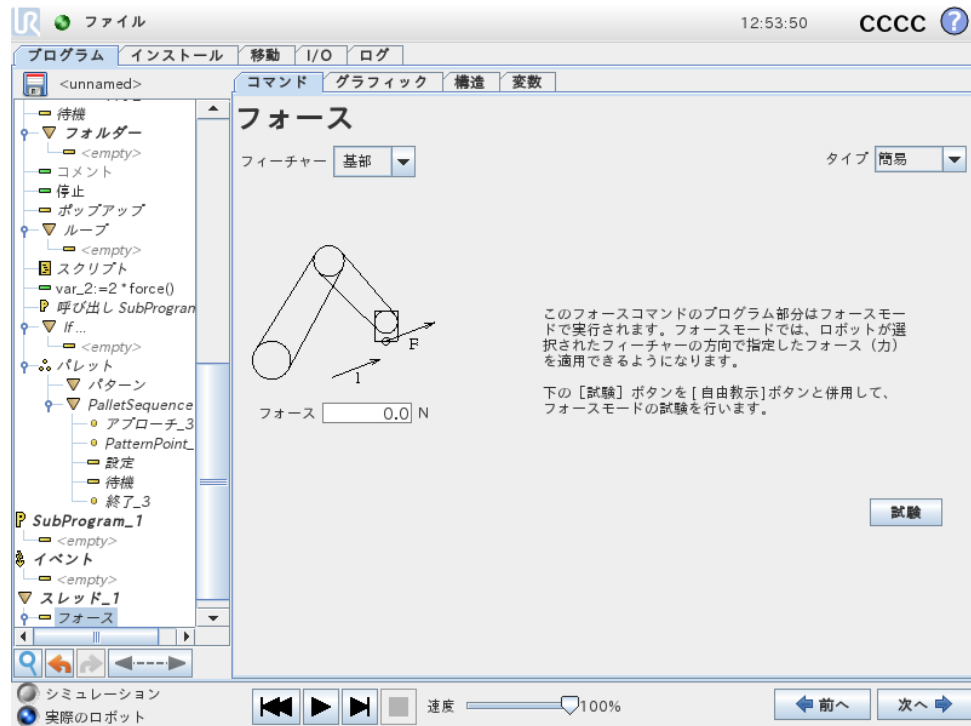 UR ファイル 12:53:50 CCCC ?
プログラム インストール 移動 I/O ログ
<unnamed>
コマンド グラフィック 構造 変数
待機
フォルダー
<empty>
コメント
停止
ポップアップ
ループ
<empty>
スクリプト
var_2:=2*force()
呼び出し SubProgran
If…
<empty>
パレット
パターン
PalletSequence
アプローチ_3
PatternPoint_
設定
待機
終了_3
SubProgram_1
<empty>
イベント
<empty>
スレッド_1
フォース
フォース
フィーチャー 基部
タイプ 簡易
F
1
フォース 0.0 N
このフォースコマンドのプログラム部分はフォースモー
ドで実行されます。フォースモードでは、ロボットが選
択されたフィーチャーの方向で指定したフォース（力）
を適用できるようになります。
下の［試験］ボタンを[自由教示]ボタンと併用して、
フォースモードの試験を行います。
試験
シミュレーション
実際のロボット
速度 100%
前へ 次へ